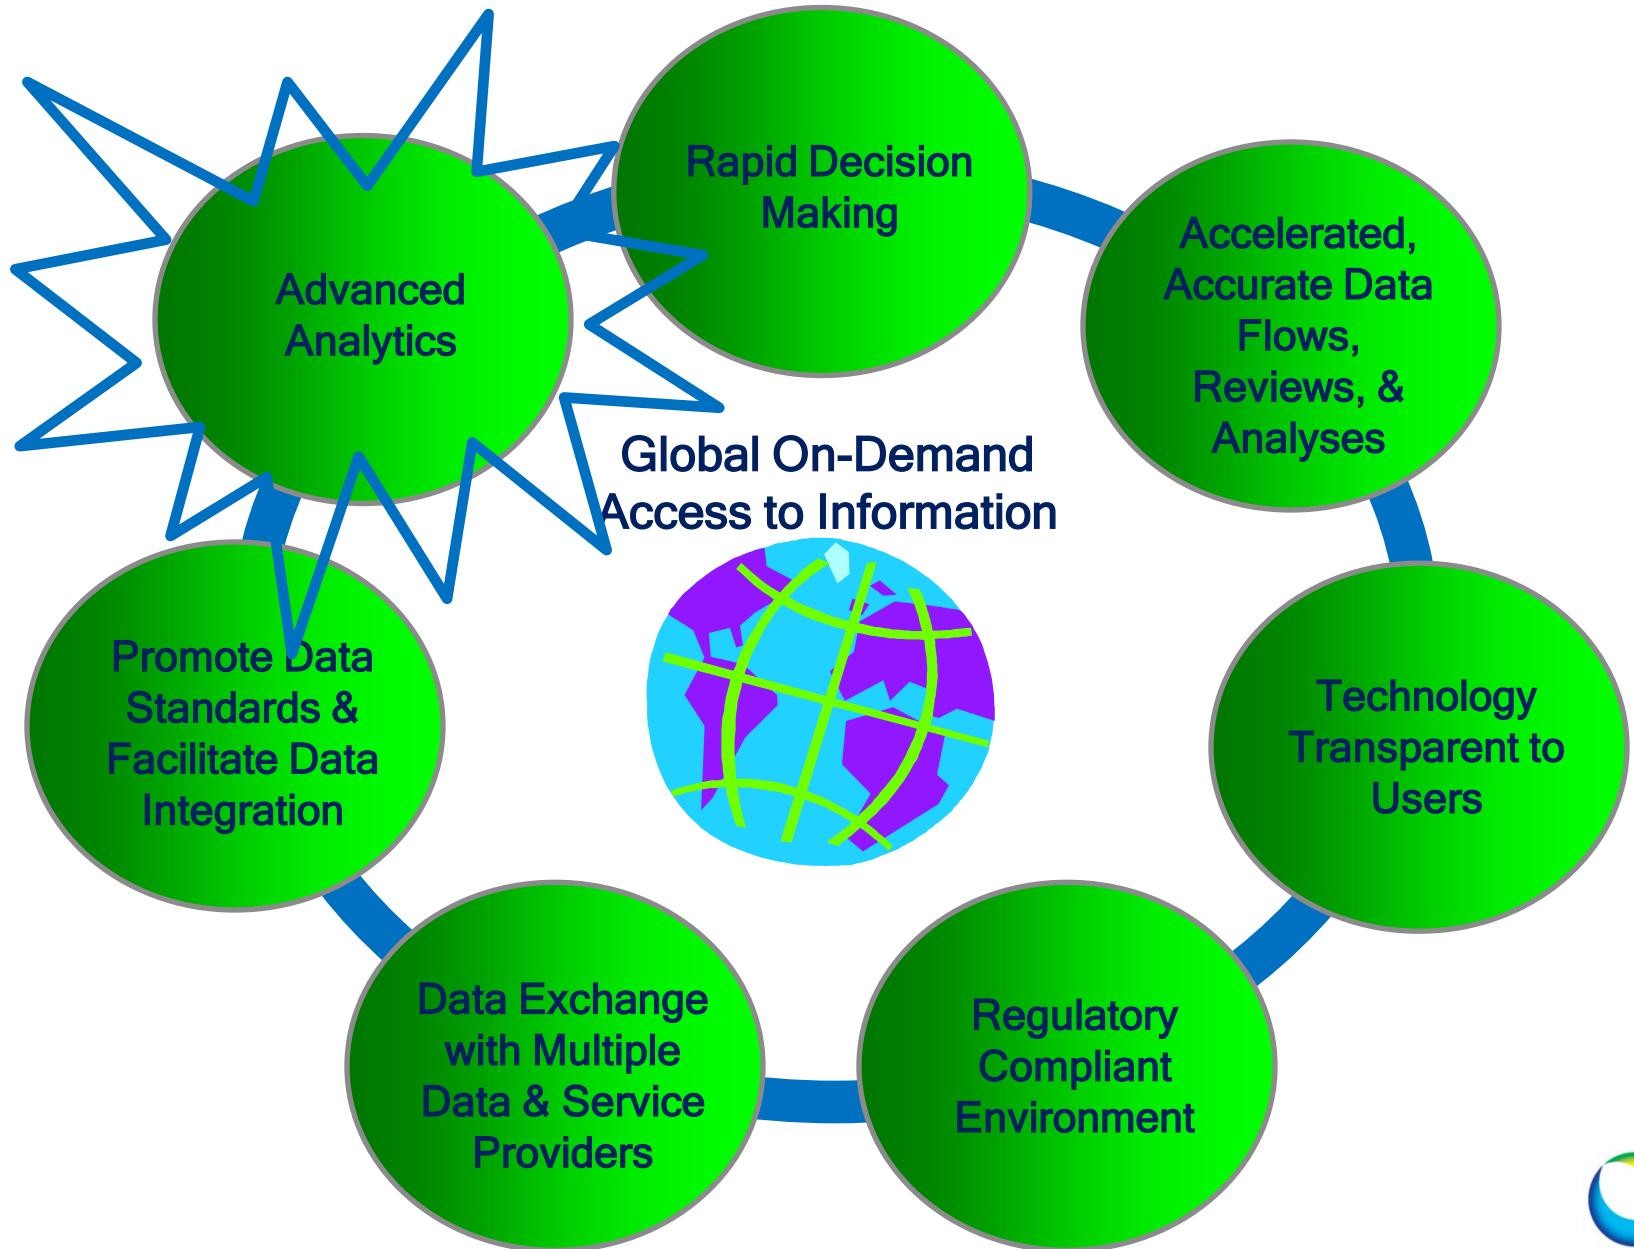 Rapid Decision
Making
Accelerated,
Accurate Data
Flows,
Reviews, &
Analyses
Advanced
Analytics
Global On-Demand
Access to Information
Promote Data
Standards &
Facilitate Data
Integration
Technology
Transparent to
Users
Data Exchange
with Multiple
Data & Service
Providers
Regulatory
Compliant
Environment